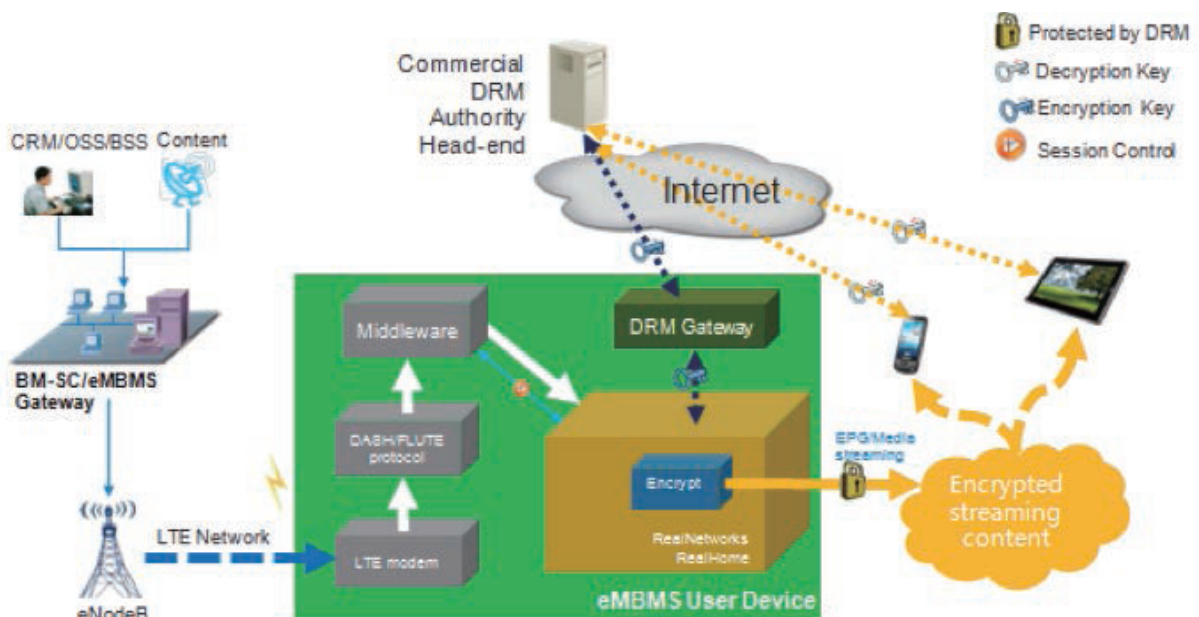 Commercial
DRM
Authority
Head-end
Protected by DRM
Decryption Key
Encryption Key
Session Control
CRM/OSS/BSS
Content
Internet
BM-SC/eMBMS
Gateway
Middleware
DRM Gateway
DASH/FLUTE
protocol
EPG/Media
streaming
Encrypt
Encrypted
streaming
content
LTE Network
LTE modem
RealNetworks
RealHome
eNodeB
eMBMS User Device